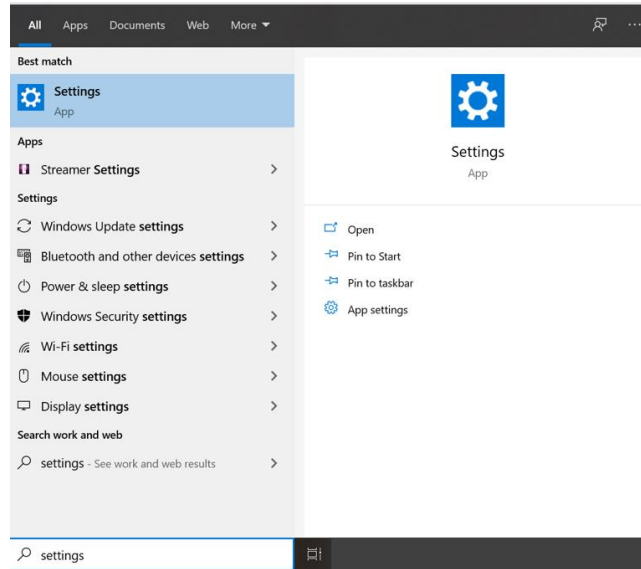 All Apps Documents Web More
Best match
Settings
App
Apps
Streamer Settings
Settings
Windows Update settings
Bluetooth and other devices settings
Power & sleep settings
Windows Security settings
Wi-Fi settings
Mouse settings
Display settings
Search work and web
settings - See work and web results
settings
Settings
App
Open
Pin to Start
Pin to taskbar
App settings